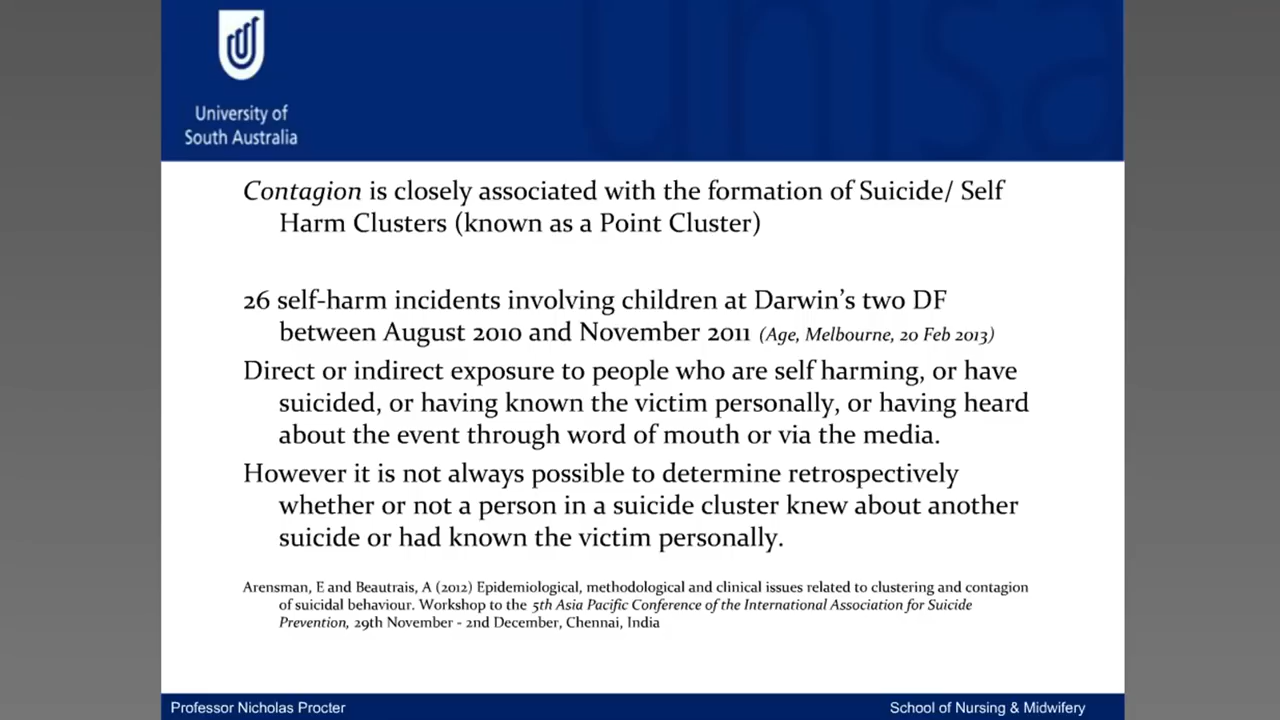 unisa
University of
South Australia
Contagion is closely associated with the formation of Suicide/ Self
Harm Clusters (known as a Point Cluster)
26 self-harm incidents involving children at Darwin's two DF
between August 2010 and November 2011 (Age, Melbourne, 20 Feb 2013)
Direct or indirect exposure to people who are self harming, or have
suicided, or having known the victim personally, or having heard
about the event through word of mouth or via the media.
However it is not always possible to determine retrospectively
whether or not a person in a suicide cluster knew about another
suicide or had known the victim personally.
Arensman, E and Beautrais, A (2012) Epidemiological, methodological and clinical issues related to clustering and contagion
of suicidal behaviour. Workshop to the 5th Asia Pacific Conference of the International Association for Suicide
Prevention, 29th November - 2nd December, Chennai, India
Professor Nicholas Procter
School of Nursing & Midwifery